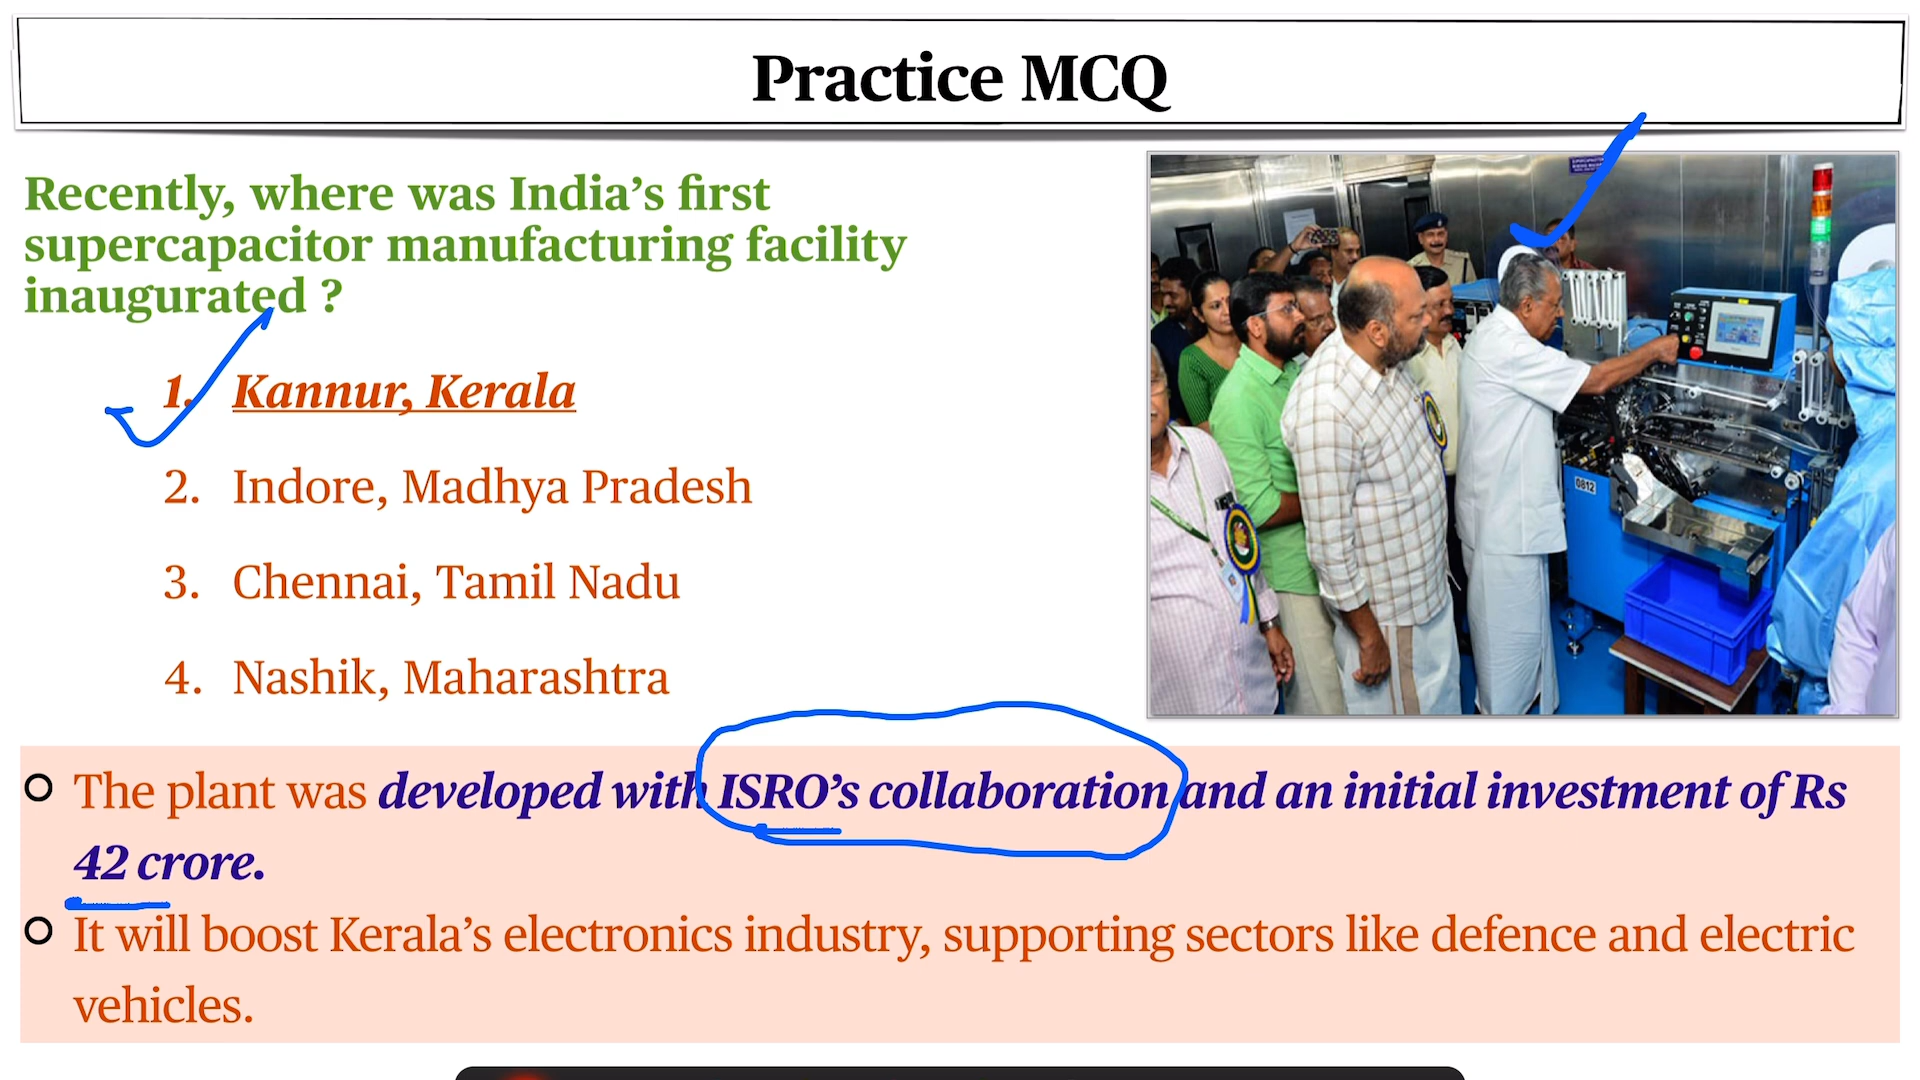 Practice MCQ
Recently, where was India’s first
supercapacitor manufacturing facility
inaugurated ?
1. Kannur, Kerala
2. Indore, Madhya Pradesh
3. Chennai, Tamil Nadu
4. Nashik, Maharashtra
0812
The plant was developed with ISRO’s collaboration and an initial investment of Rs
42 crore.
It will boost Kerala’s electronics industry, supporting sectors like defence and electric
vehicles.